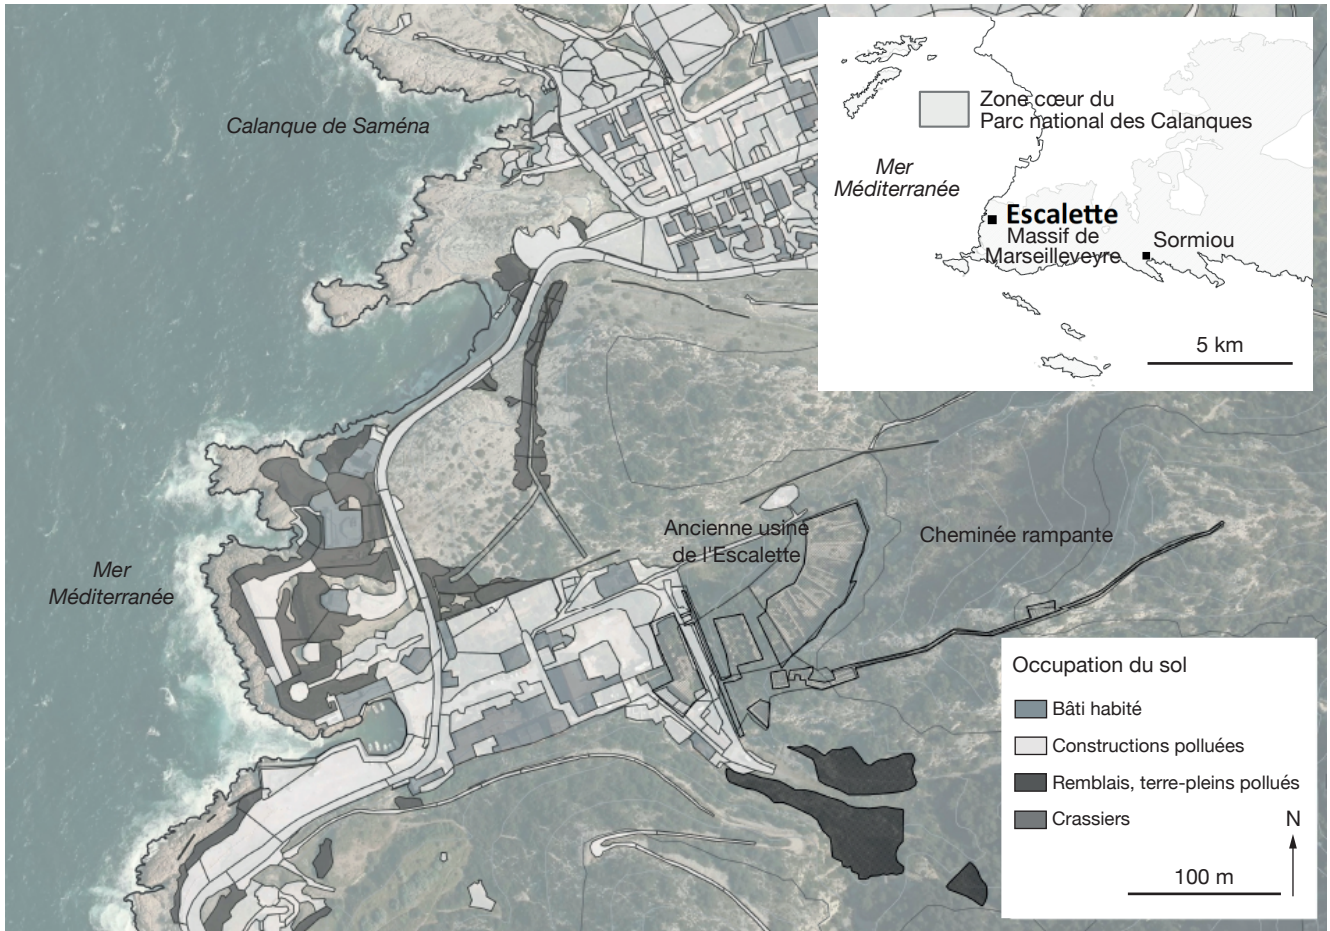 Calanque de Saména
Zone cœur du
Parc national des Calanques
Mer
Méditerranée
Escalette
Massif de
Marseilleveyre
Sormiou
5 km
Ancienne usine
de l'Escalette
Cheminée rampante
Mer
Méditerranée
Occupation du sol
Bâti habité
Constructions polluées
Remblais, terre-pleins pollués
Crassiers
N
100 m